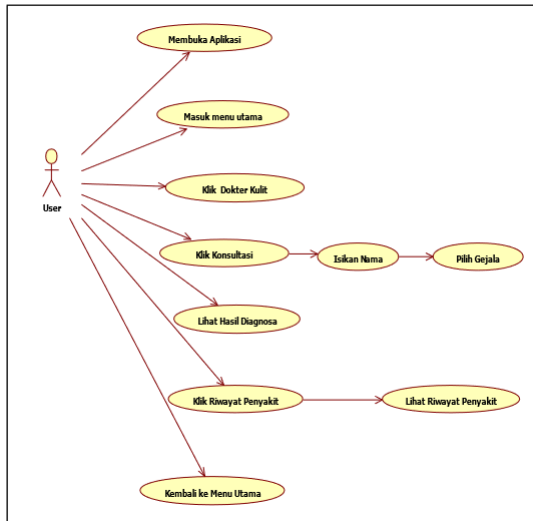 Membuka Aplikasi
Masuk menu utama
Klik Dokter Kulit
User
Klik Konsultasi
Isikan Nama
Pilih Gejala
Lihat Hasil Diagnosa
Klik Riwayat Penyakit
Lihat Riwayat Penyakit
Kembali ke Menu Utama